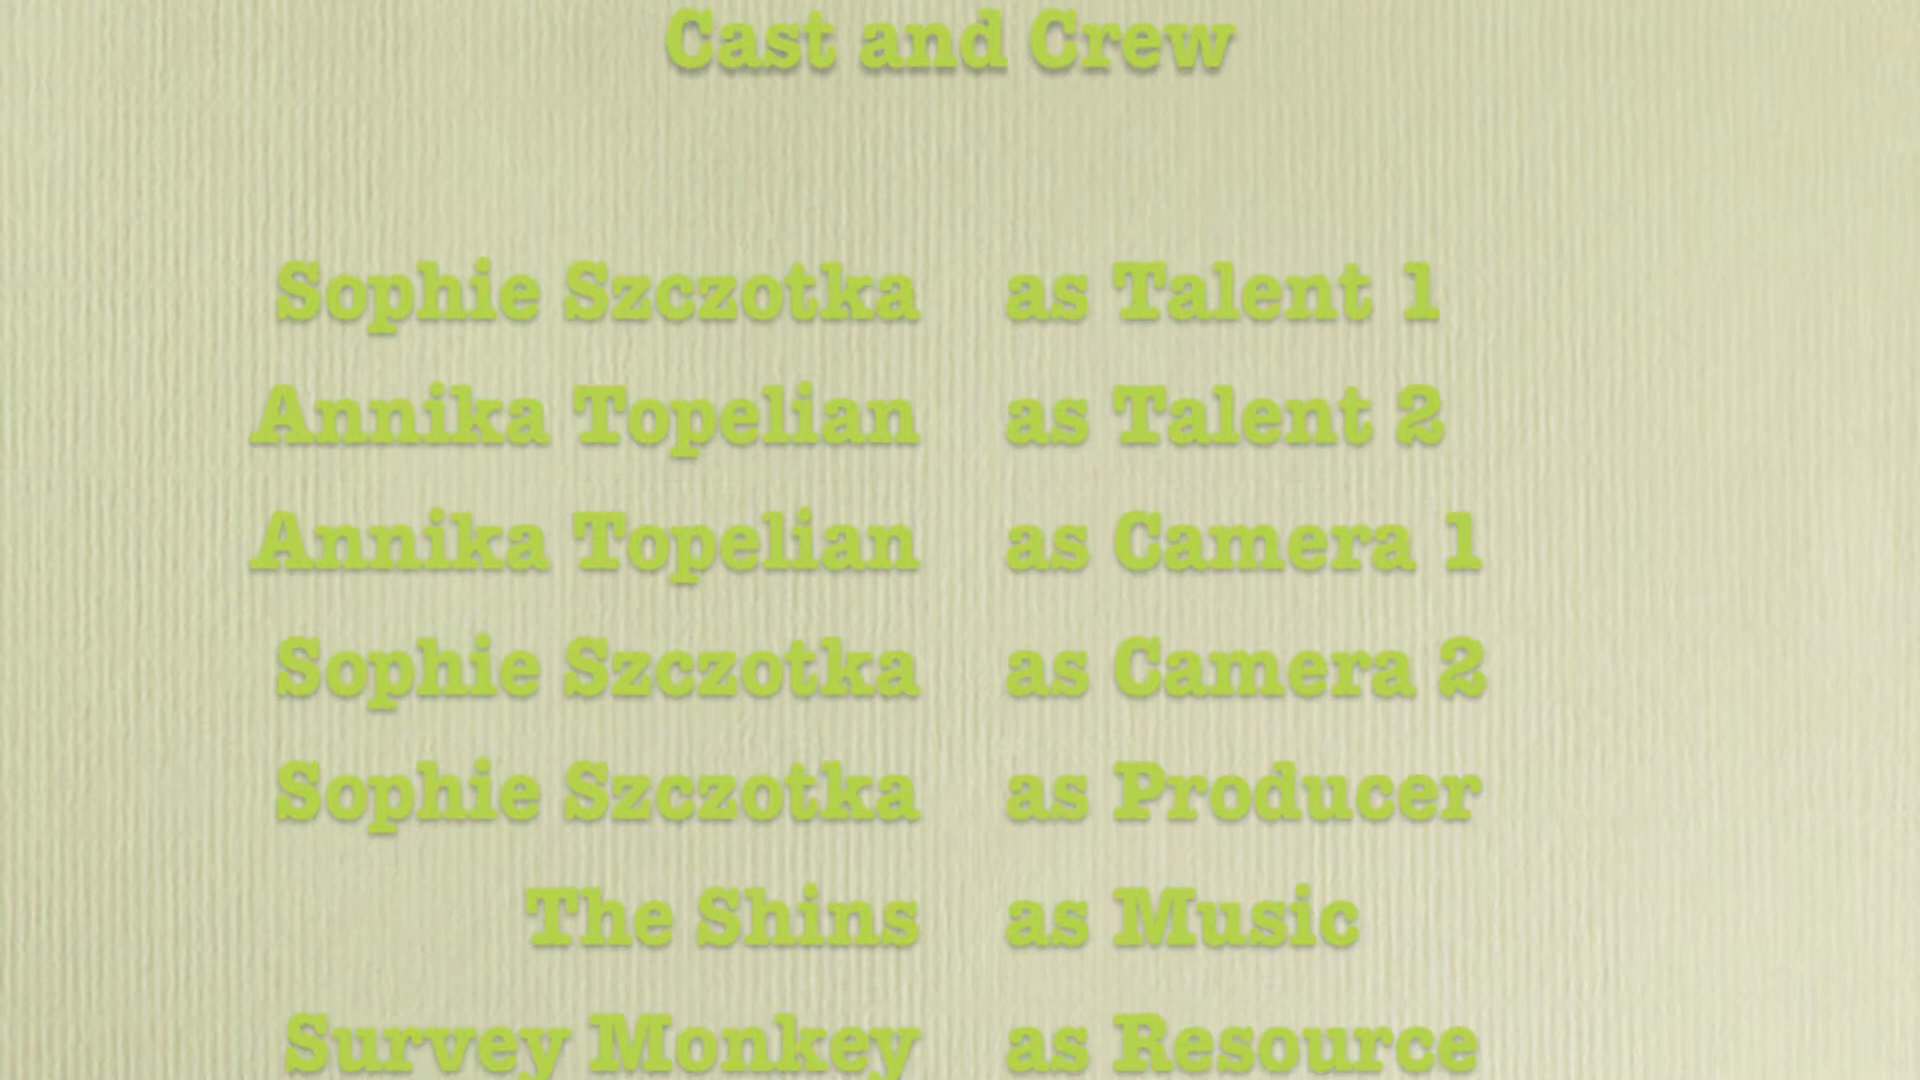 Cast and Crew
Sophie Szczotka as Talent 1
Annika Topelian as Talent 2
Annika Topelian as Camera 1
Sophie Szczotka as Camera 2
Sophie Szczotka as Producer
The Shins as Music
Survey Monkey as Resource